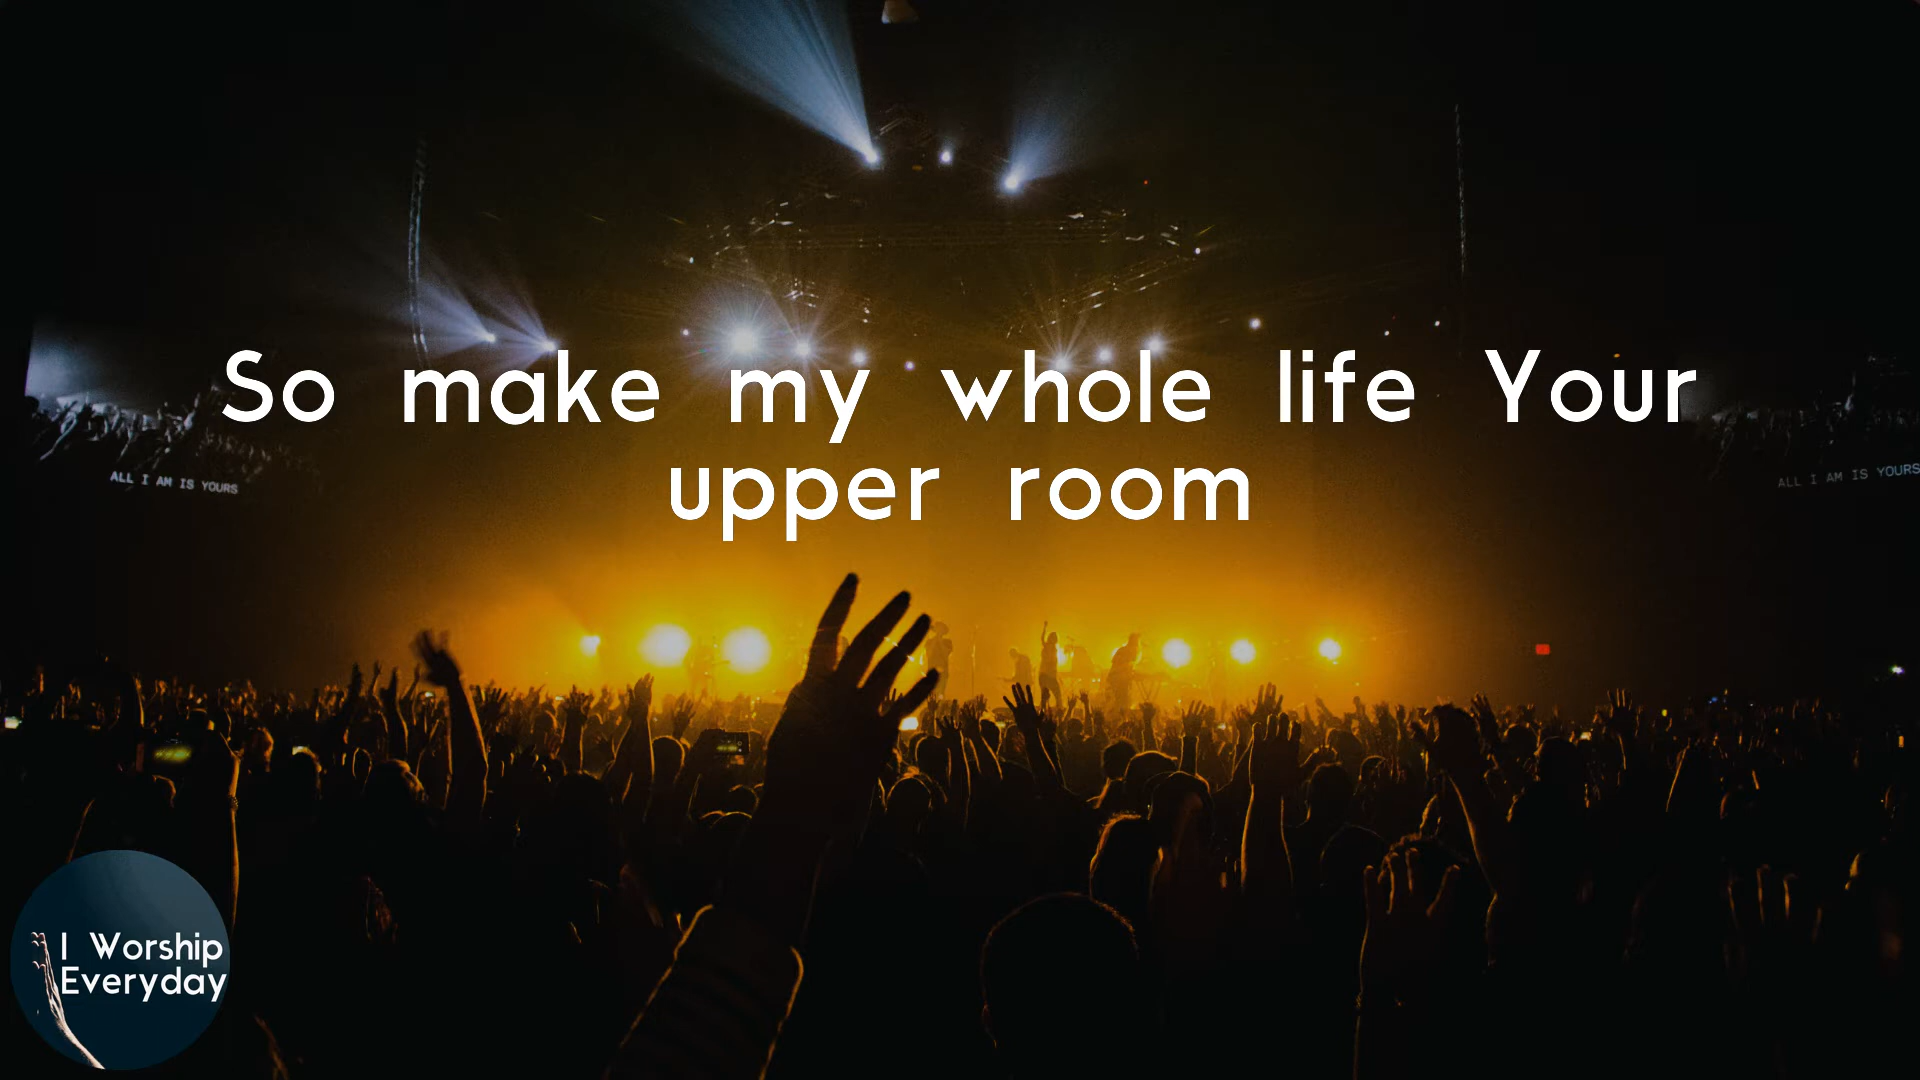 So make my whole life Your
upper room
ALL I AM IS YOURS
ALL I AM IS YOURS
I Worship
Everyday